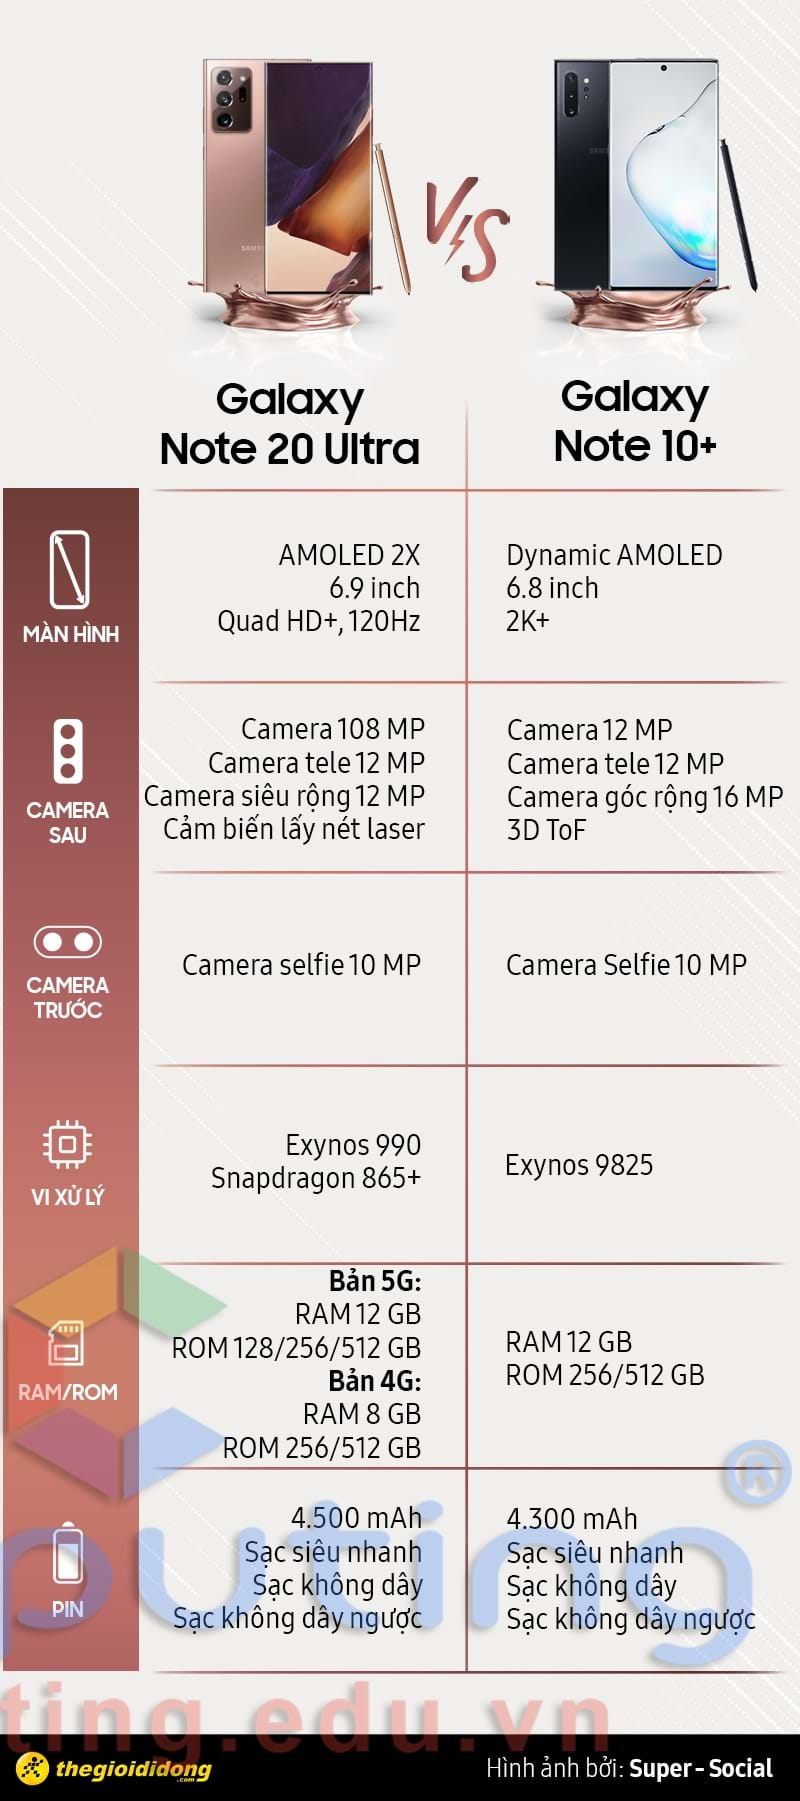 VS
Galaxy
Note 20 Ultra
Galaxy
Note 10+
MÀN HÌNH
AMOLED 2X
6.9 inch
Quad HD+, 120Hz
Dynamic AMOLED
6.8 inch
2K+
CAMERA
SAU
Camera 108 MP
Camera tele 12 MP
Camera siêu rộng 12 MP
Cảm biến lấy nét laser
Camera 12 MP
Camera tele 12 MP
Camera góc rộng 16 MP
3D ToF
CAMERA
TRƯỚC
Camera selfie 10 MP
Camera Selfie 10 MP
VI XỬ LÝ
Exynos 990
Snapdragon 865+
Exynos 9825
RAM/ROM
Bản 5G:
RAM 12 GB
ROM 128/256/512 GB
Bản 4G:
RAM 8 GB
ROM 256/512 GB
RAM 12 GB
ROM 256/512 GB
PIN
4.500 mAh
Sạc siêu nhanh
Sạc không dây
Sạc không dây ngược
4.300 mAh
Sạc siêu nhanh
Sạc không dây
Sạc không dây ngược
puting ®
ting.edu.vn
thegioididong.com
Hình ảnh bởi: Super - Social